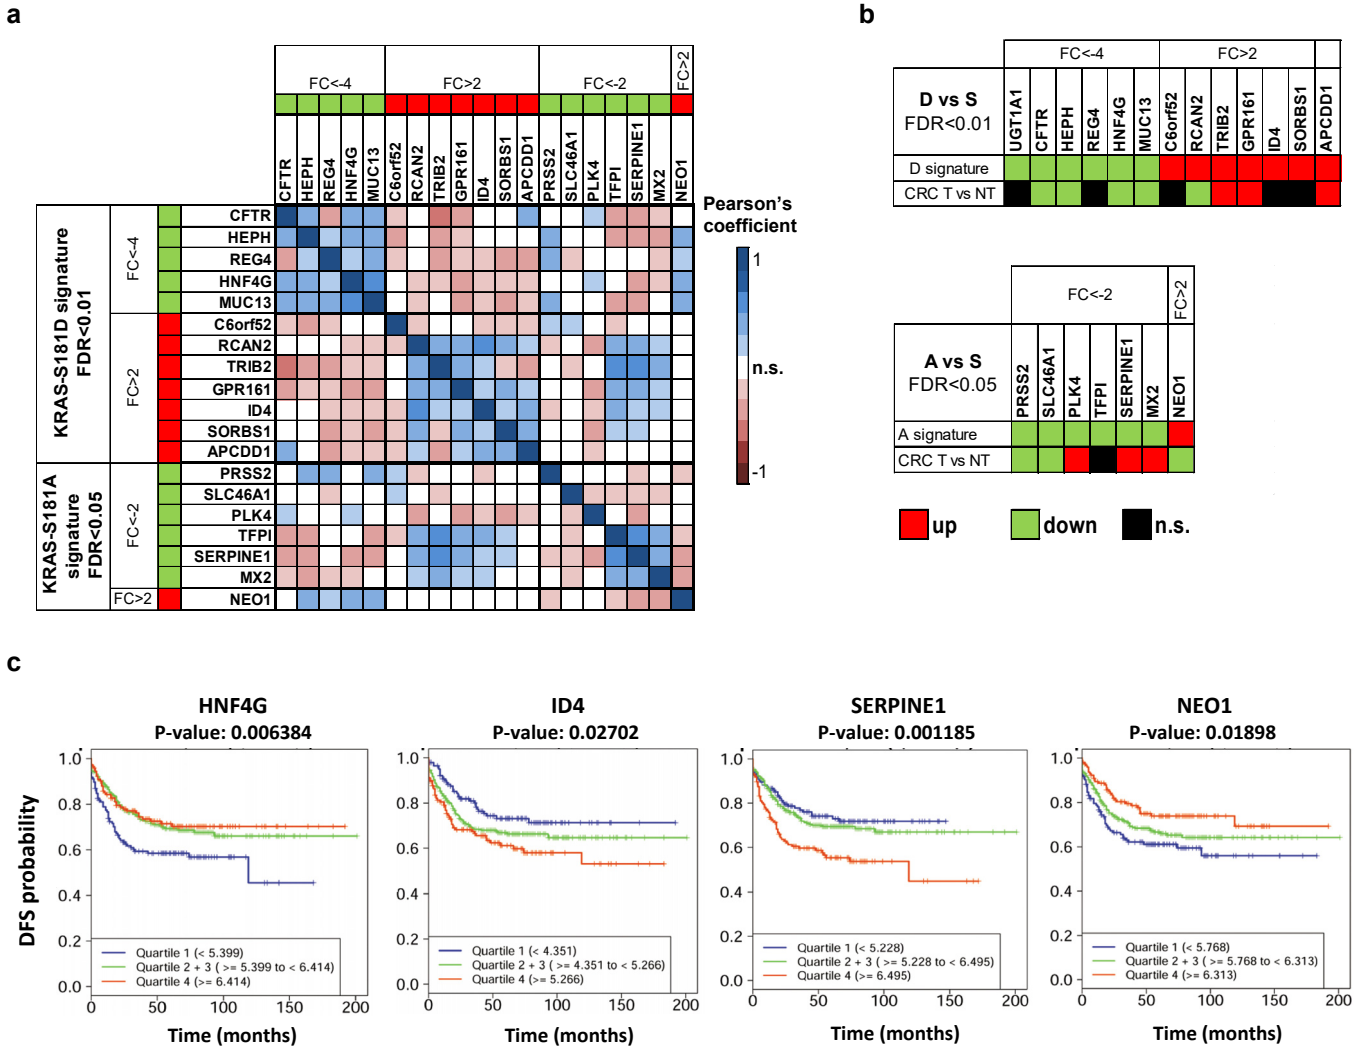 a
FC<-4
FC>2
FC<-2
FC>2
CFTR
HEPH
REG4
HNF4G
MUC13
C6orf52
RCAN2
TRIB2
GPR161
ID4
SORBS1
APCDD1
PRSS2
SLC46A1
PLK4
TFPI
SERPINE1
MX2
NEO1
KRAS-S181D signature
FDR<0.01
FC<-4
FC>2
CFTR
HEPH
REG4
HNF4G
MUC13
C6orf52
RCAN2
TRIB2
GPR161
ID4
SORBS1
APCDD1
KRAS-S181A
signature
FDR<0.05
FC<-2
FC>2
PRSS2
SLC46A1
PLK4
TFPI
SERPINE1
MX2
NEO1
Pearson's
coefficient
1
n.s.
-1
b
FC<-4
FC>2
D vs S
FDR<0.01
UGT1A1
CFTR
HEPH
REG4
HNF4G
MUC13
C6orf52
RCAN2
TRIB2
GPR161
ID4
SORBS1
APCDD1
D signature
CRC T vs NT
FC<-2
FC>2
A vs S
FDR<0.05
PRSS2
SLC46A1
PLK4
TFPI
SERPINE1
MX2
NEO1
A signature
CRC T vs NT
up
down
n.s.
c
DFS probability
HNF4G
P-value: 0.006384
1.0
0.8
0.6
0.4
0.2
0.0
Quartile 1 (< 5.399)
Quartile 2 + 3 ( >= 5.399 to < 6.414)
Quartile 4 (>= 6.414)
0 50 100 150 200
Time (months)
ID4
P-value: 0.02702
1.0
0.8
0.6
0.4
0.2
0.0
Quartile 1 (< 4.351)
Quartile 2 + 3 ( >= 4.351 to < 5.266)
Quartile 4 (>= 5.266)
0 50 100 150 200
Time (months)
SERPINE1
P-value: 0.001185
1.0
0.8
0.6
0.4
0.2
0.0
Quartile 1 (< 5.228)
Quartile 2 + 3 ( >= 5.228 to < 6.495)
Quartile 4 (>= 6.495)
0 50 100 150 200
Time (months)
NEO1
P-value: 0.01898
1.0
0.8
0.6
0.4
0.2
0.0
Quartile 1 (< 5.768)
Quartile 2 + 3 ( >= 5.768 to < 6.313)
Quartile 4 (>= 6.313)
0 50 100 150 200
Time (months)